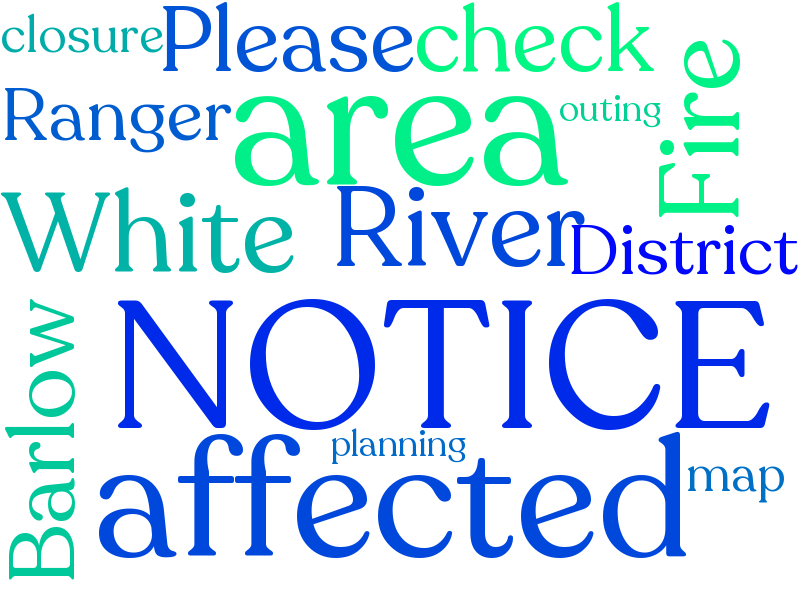 closure Please check
Ranger area outing Fire
White River District
Barlow NOTICE
planning
affected map